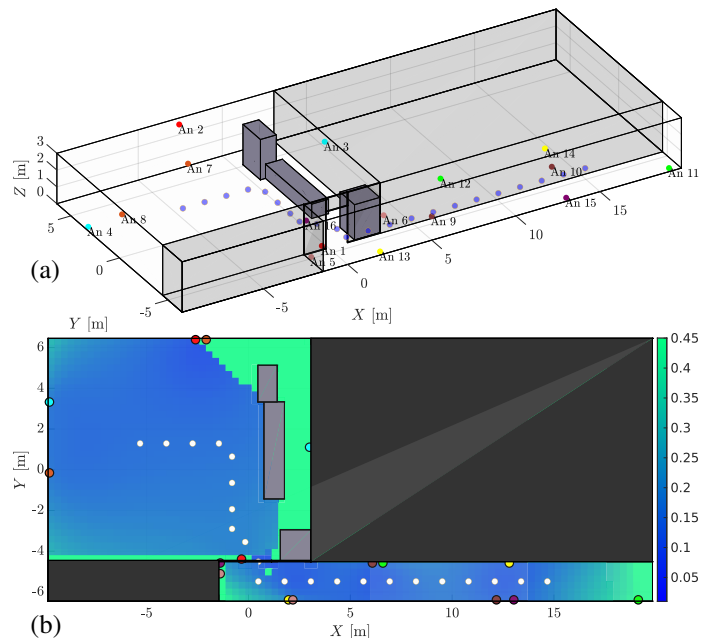 3
2
1
0
Z [m]
5
0
-5
Y [m]
-5
0
5
10
15
X [m]
An 2
An 3
An 7
An 14
An 10
An 11
An 12
An 8
An 4
An 16
An 6
An 9
An 15
An 1
An 5
An 13
(a)
6
4
2
0
-2
-4
-6
Y [m]
-5
0
5
10
15
20
X [m]
0.45
0.4
0.35
0.3
0.25
0.2
0.15
0.1
0.05
(b)